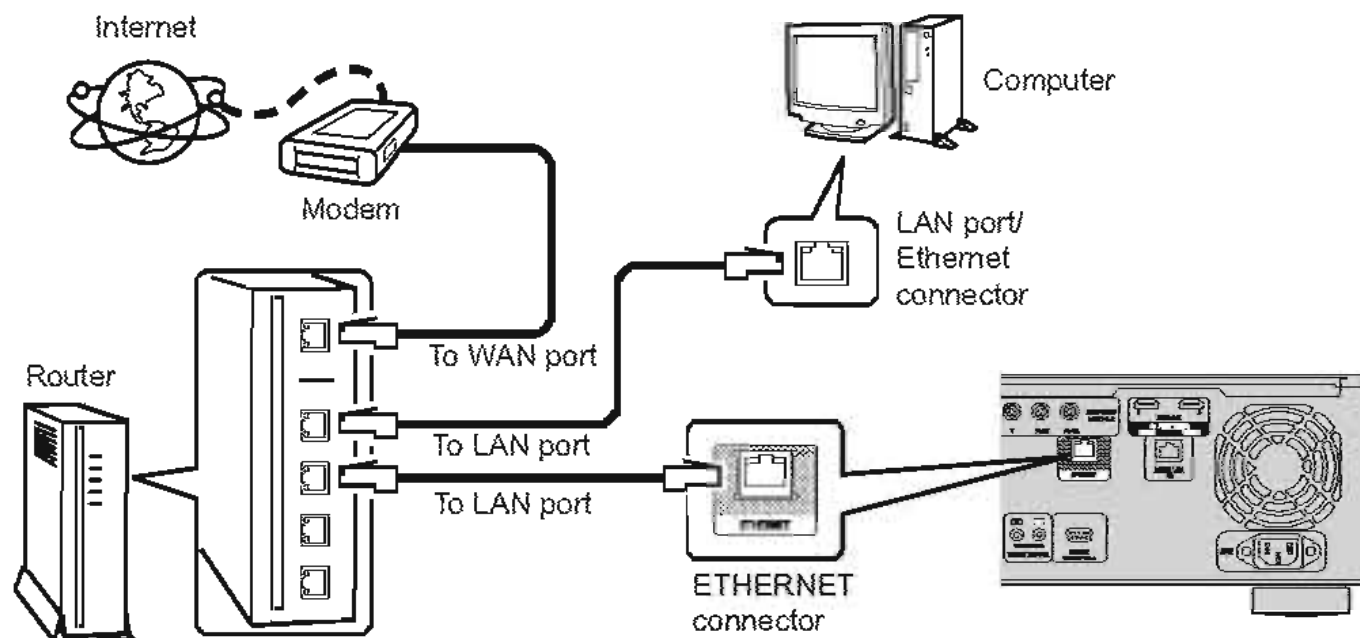 Internet
Modem
Computer
LAN port/
Ethernet
connector
To WAN port
Router
To LAN port
To LAN port
ETHERNET
ETHERNET
connector